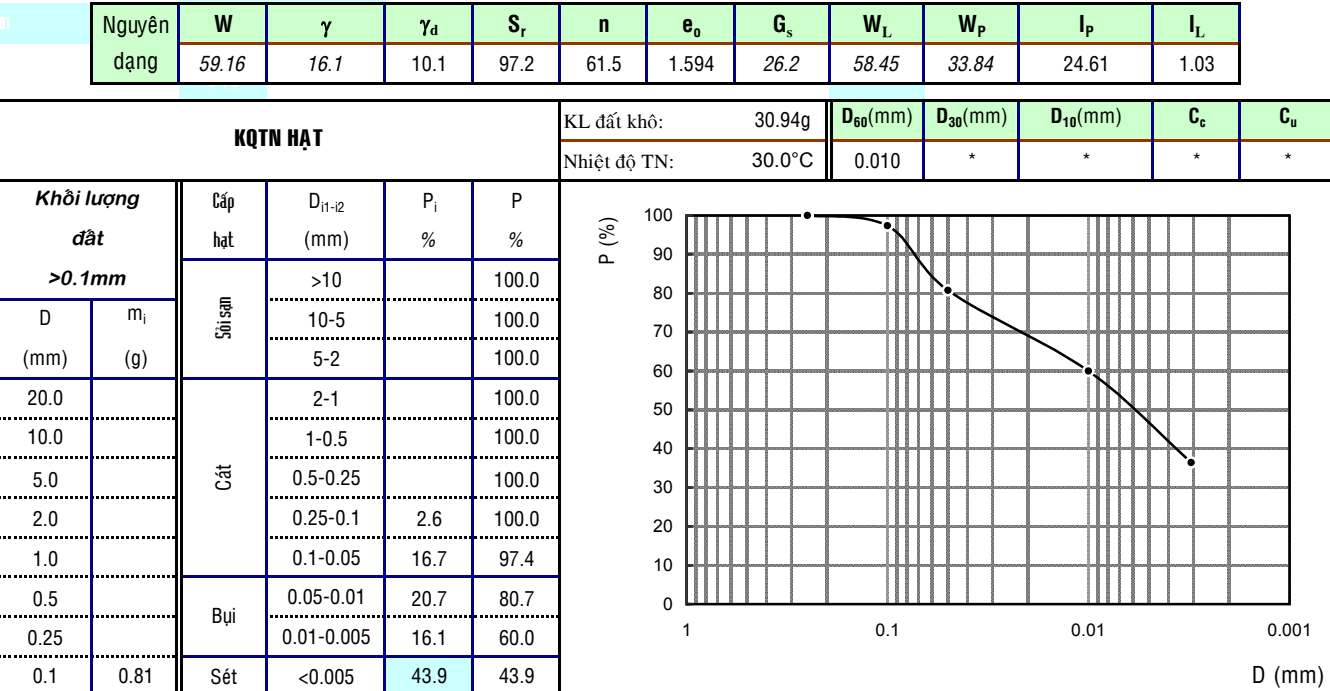 Nguyên dạng W γ γd Sr n eo Gs WL WP IP IL
59.16 16.1 10.1 97.2 61.5 1.594 26.2 58.45 33.84 24.61 1.03
KQTN HẠT
KL đất khô: 30.94g
Nhiệt độ TN: 30.0°C
D60(mm) D30(mm) D10(mm) Cc Cu
0.010 * * * *
Khồi lượng
đât
>0.1mm
D mi
(mm) (g)
20.0
10.0
5.0
2.0
1.0
0.5
0.25
0.1 0.81
Cấp Di1-i2 Pi P
hạt (mm) % %
Sỏi sạn
>10 100.0
10-5 100.0
5-2 100.0
Cát
2-1 100.0
1-0.5 100.0
0.5-0.25 100.0
0.25-0.1 2.6 100.0
0.1-0.05 16.7 97.4
Bụi
0.05-0.01 20.7 80.7
0.01-0.005 16.1 60.0
Sét <0.005 43.9 43.9
P (%)
100
90
80
70
60
50
40
30
20
10
0
1 0.1 0.01 0.001
D (mm)